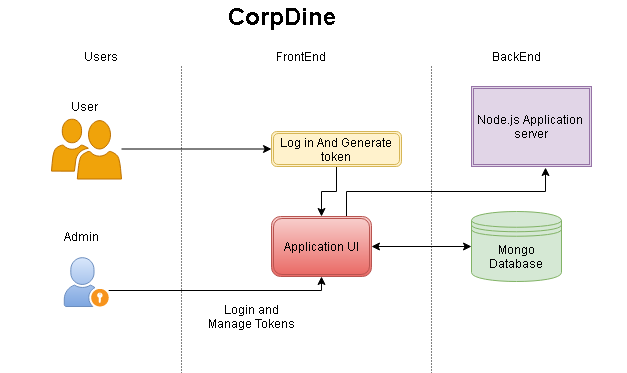 CorpDine
Users
FrontEnd
BackEnd
User
Log in And Generate
token
Node.js Application
server
Admin
Application UI
Mongo
Database
Login and
Manage Tokens